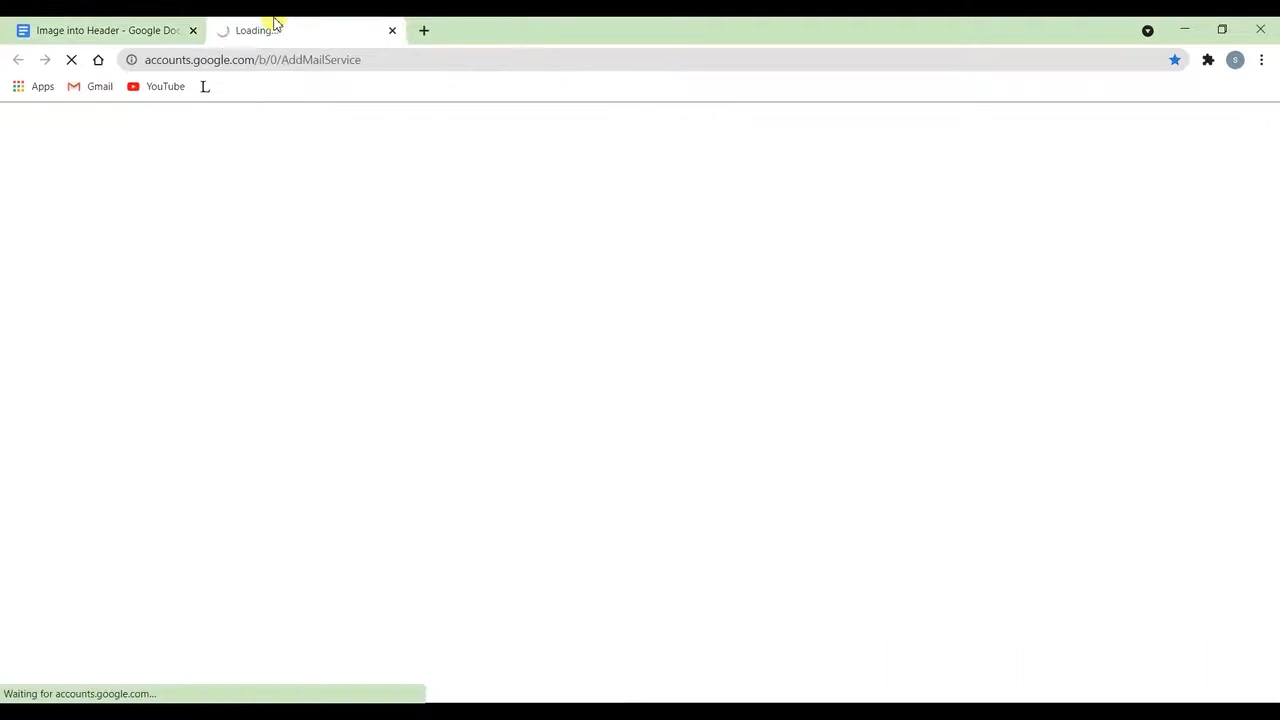 Image into Header - Google Doc
Loading...
accounts.google.com/b/0/AddMailService
S
Apps
Gmail
YouTube
L
Waiting for accounts.google.com...